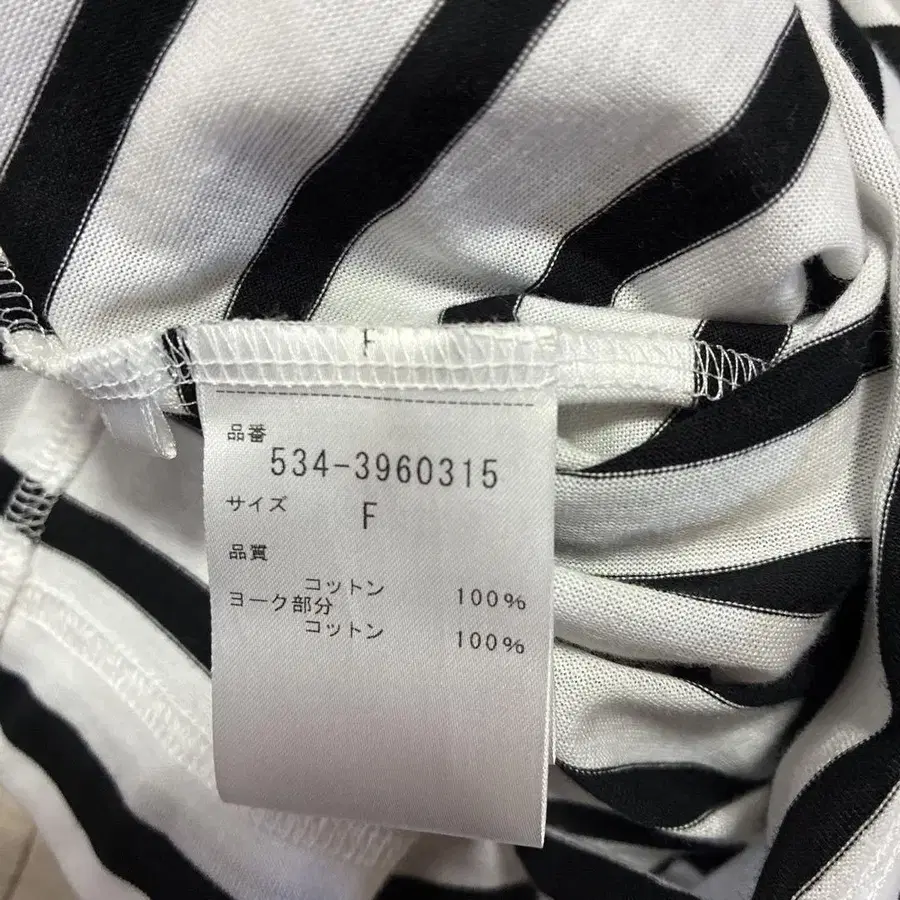 F
品番
534-3960315
サイズ F
品質
コットン 100%
ヨーク部分
コットン 100%